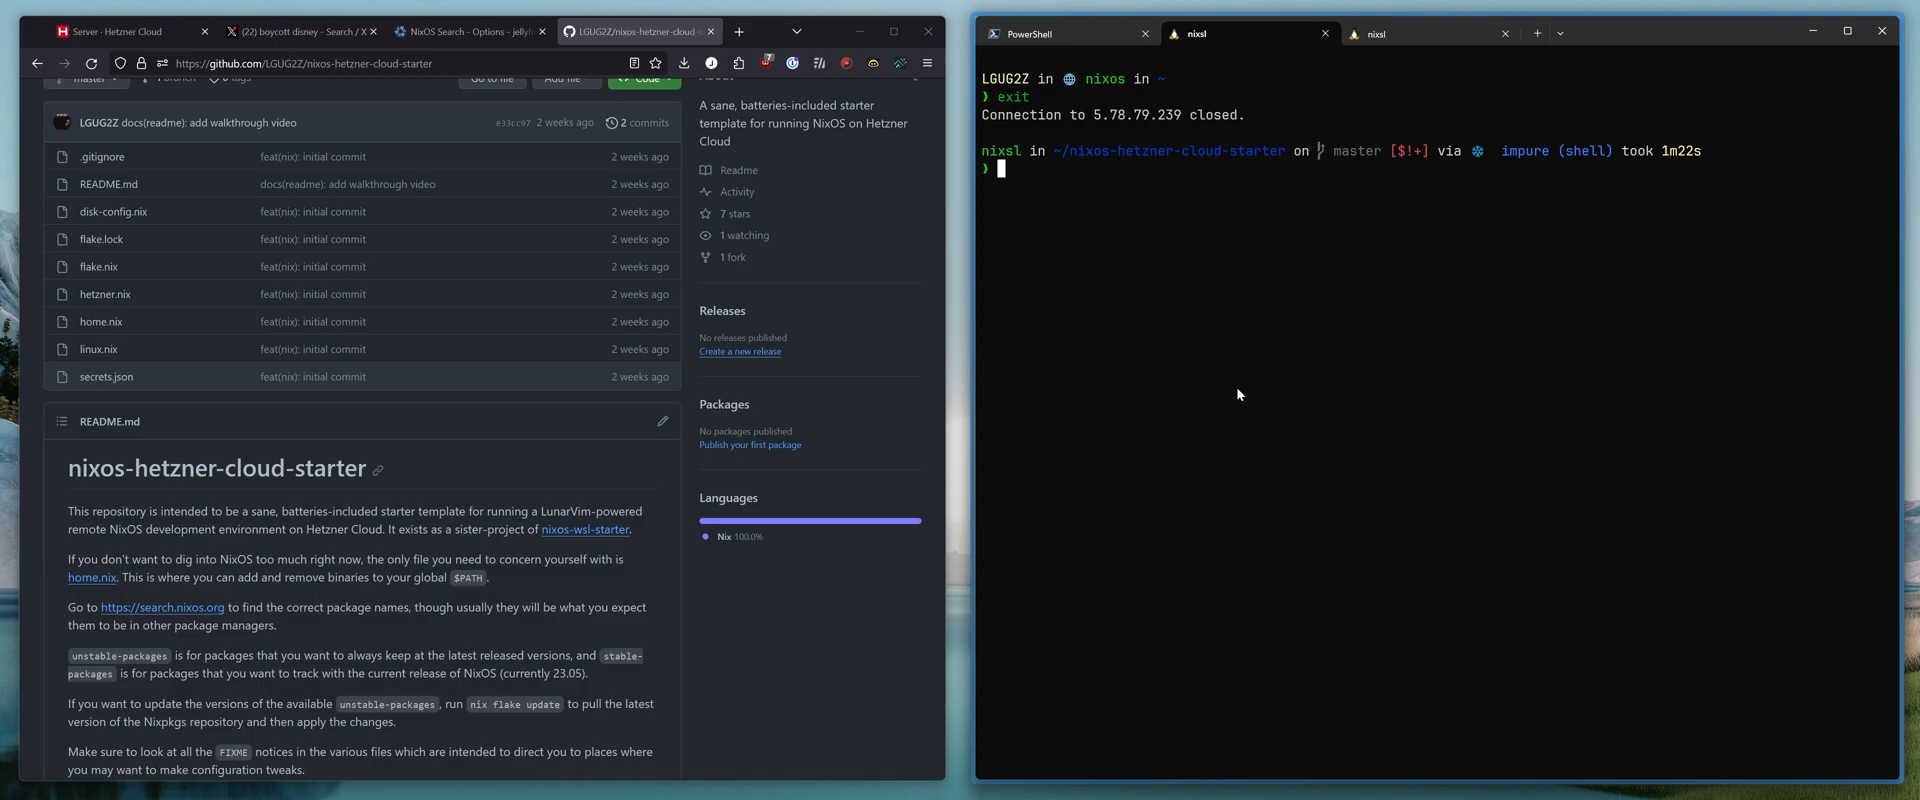 Server · Hetzner Cloud
(22) boycott disney - Search / X
NixOS Search - Options - jellyf
LGUG2Z/nixos-hetzner-cloud-s
https://github.com/LGUG2Z/nixos-hetzner-cloud-starter
master
1 branch
0 tags
Go to file
Add file
Code
LGUG2Z docs(readme): add walkthrough video
e33cc97 2 weeks ago
2 commits
.gitignore feat(nix): initial commit 2 weeks ago
README.md docs(readme): add walkthrough video 2 weeks ago
disk-config.nix feat(nix): initial commit 2 weeks ago
flake.lock feat(nix): initial commit 2 weeks ago
flake.nix feat(nix): initial commit 2 weeks ago
hetzner.nix feat(nix): initial commit 2 weeks ago
home.nix feat(nix): initial commit 2 weeks ago
linux.nix feat(nix): initial commit 2 weeks ago
secrets.json feat(nix): initial commit 2 weeks ago
README.md
nixos-hetzner-cloud-starter
This repository is intended to be a sane, batteries-included starter template for running a LunarVim-powered
remote NixOS development environment on Hetzner Cloud. It exists as a sister-project of nixos-wsl-starter.
If you don't want to dig into NixOS too much right now, the only file you need to concern yourself with is
home.nix. This is where you can add and remove binaries to your global $PATH.
Go to https://search.nixos.org to find the correct package names, though usually they will be what you expect
them to be in other package managers.
unstable-packages is for packages that you want to always keep at the latest released versions, and stable-
packages is for packages that you want to track with the current release of NixOS (currently 23.05).
If you want to update the versions of the available unstable-packages, run nix flake update to pull the latest
version of the Nixpkgs repository and then apply the changes.
Make sure to look at all the FIXME notices in the various files which are intended to direct you to places where
you may want to make configuration tweaks.
About
A sane, batteries-included starter
template for running NixOS on Hetzner
Cloud
Readme
Activity
7 stars
1 watching
1 fork
Releases
No releases published
Create a new release
Packages
No packages published
Publish your first package
Languages
Nix 100.0%
PowerShell
nixsl
nixsl
LGUG2Z in 🌐 nixos in ~
❯ exit
Connection to 5.78.79.239 closed.
nixsl in ~/nixos-hetzner-cloud-starter on master [$!+] via ❄ impure (shell) took 1m22s
❯